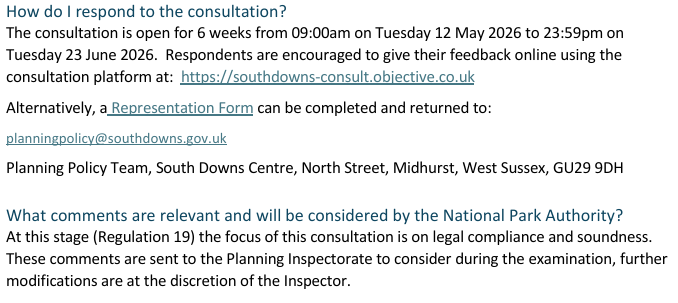 How do I respond to the consultation?
The consultation is open for 6 weeks from 09:00am on Tuesday 12 May 2026 to 23:59pm on
Tuesday 23 June 2026.  Respondents are encouraged to give their feedback online using the
consultation platform at:  https://southdowns-consult.objective.co.uk
Alternatively, a Representation Form can be completed and returned to:
planningpolicy@southdowns.gov.uk
Planning Policy Team, South Downs Centre, North Street, Midhurst, West Sussex, GU29 9DH
What comments are relevant and will be considered by the National Park Authority?
At this stage (Regulation 19) the focus of this consultation is on legal compliance and soundness.
These comments are sent to the Planning Inspectorate to consider during the examination, further
modifications are at the discretion of the Inspector.